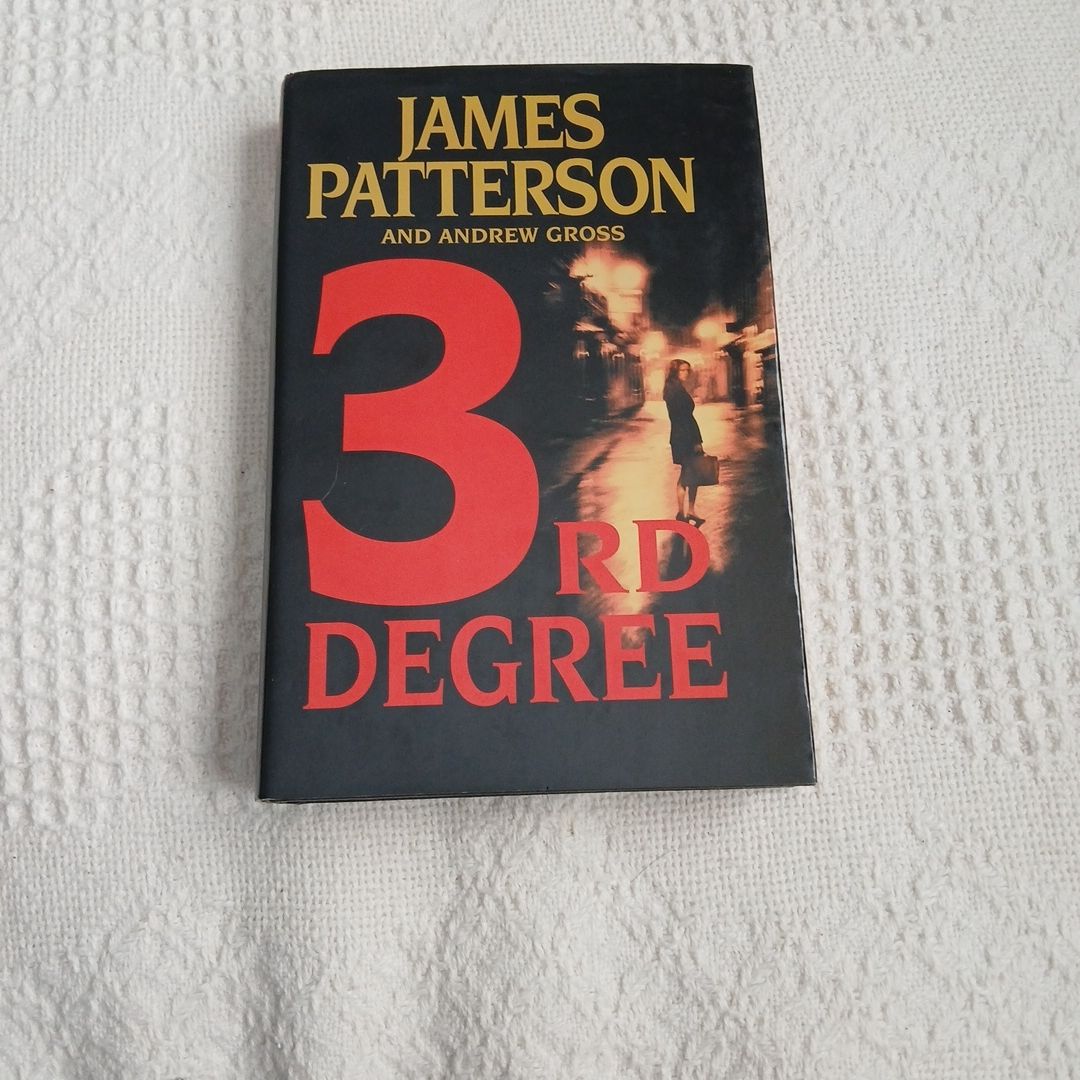 JAMES
PATTERSON
AND ANDREW GROSS
3RD
DEGREE